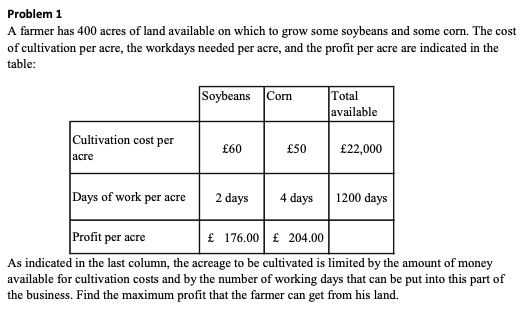 Problem 1
A farmer has 400 acres of land available on which to grow some soybeans and some corn. The cost
of cultivation per acre, the workdays needed per acre, and the profit per acre are indicated in the
table:
Soybeans Corn Total
available
Cultivation cost per
acre £60 £50 £22,000
Days of work per acre 2 days 4 days 1200 days
Profit per acre £ 176.00 £ 204.00
As indicated in the last column, the acreage to be cultivated is limited by the amount of money
available for cultivation costs and by the number of working days that can be put into this part of
the business. Find the maximum profit that the farmer can get from his land.